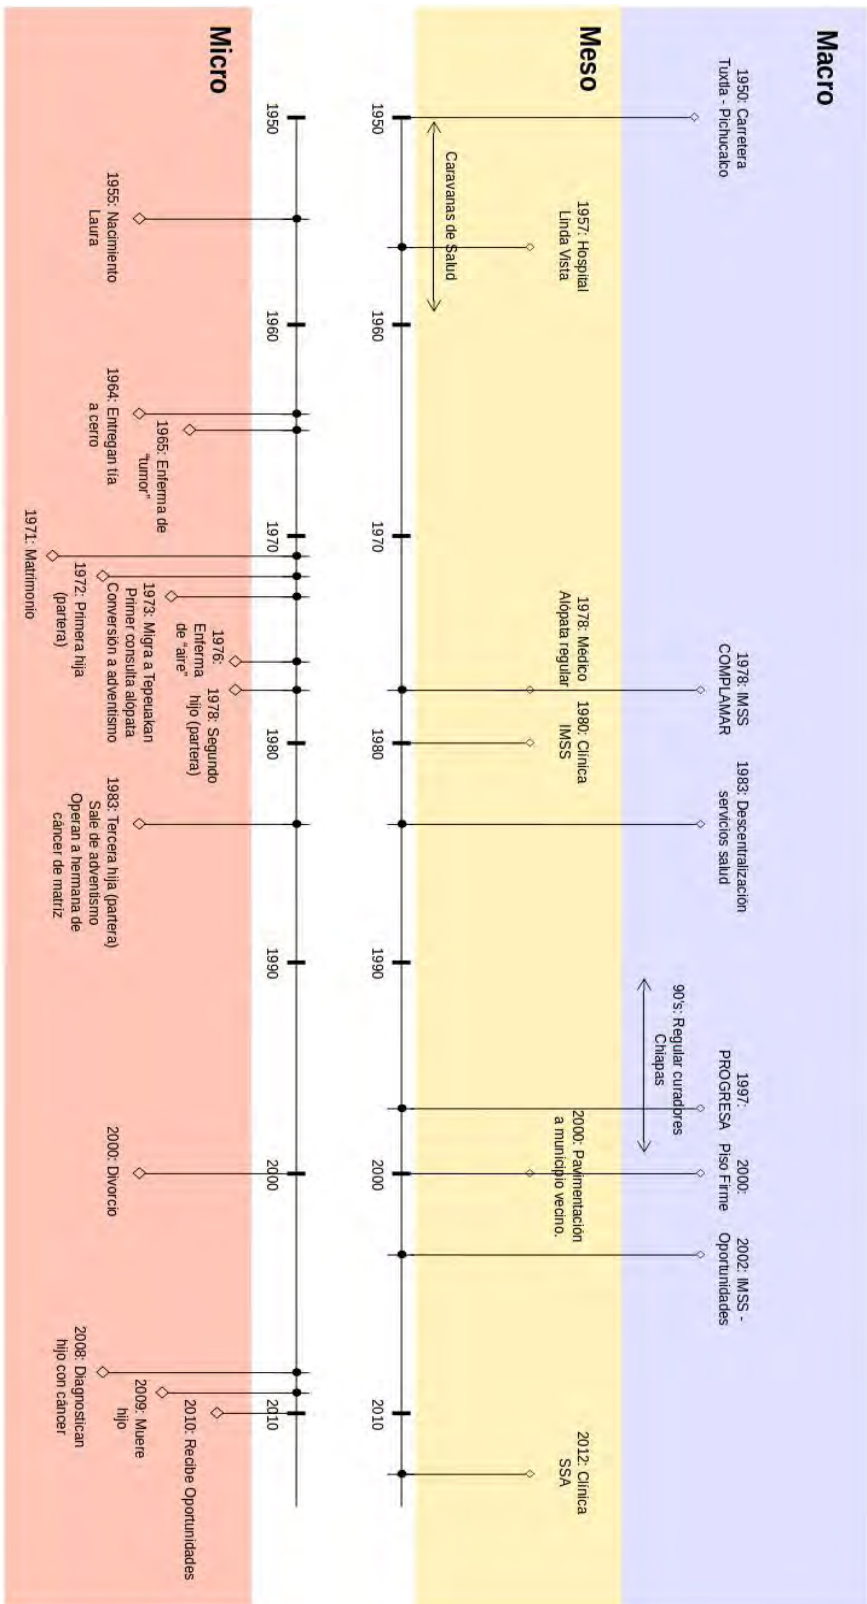 Macro
1950: Carretera
Tuxtla - Pichucalco
1978: IMSS
COMPLAMAR
1983: Descentralización
servicios salud
90's: Regular curadores
Chiapas
1997:
PROGRESA
2000:
Piso Firme
2002: IMSS -
Oportunidades
Meso
1957: Hospital
Linda Vista
Caravanas de Salud
1978: Médico
Alópata regular
1980: Clínica
IMSS
2000: Pavimentación
a municipio vecino.
2012: Clínica
SSA
1950
1960
1970
1980
1990
2000
2010
1950
1960
1970
1980
1990
2000
2010
Micro
1955: Nacimiento
Laura
1964: Entregan tía
a cerro
1965: Enferma de
“tumor”
1971: Matrimonio
1972: Primera hija
(partera)
1973: Migra a Tepeuakan
Primer consulta alópata
Conversión a adventismo
1976:
Enferma
de “aire”
1978: Segundo
hijo (partera)
1983: Tercera hija (partera)
Sale de adventismo
Operan a hermana de
cáncer de matriz
2000: Divorcio
2008: Diagnostican
hijo con cáncer
2009: Muere
hijo
2010: Recibe Oportunidades